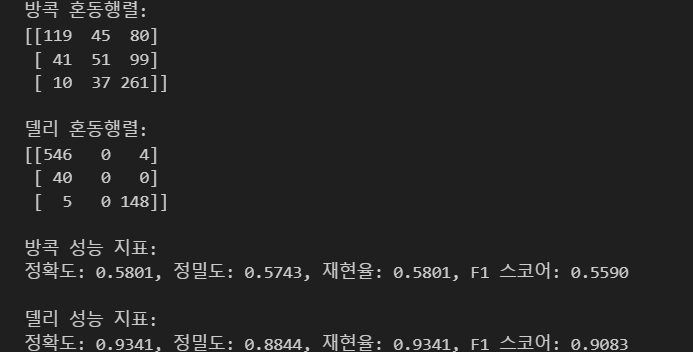 방콕 혼동행렬:
[[119  45  80]
 [ 41  51  99]
 [ 10  37 261]]
델리 혼동행렬:
[[546   0   4]
 [ 40   0   0]
 [  5   0 148]]
방콕 성능 지표:
정확도: 0.5801, 정밀도: 0.5743, 재현율: 0.5801, F1 스코어: 0.5590
델리 성능 지표:
정확도: 0.9341, 정밀도: 0.8844, 재현율: 0.9341, F1 스코어: 0.9083